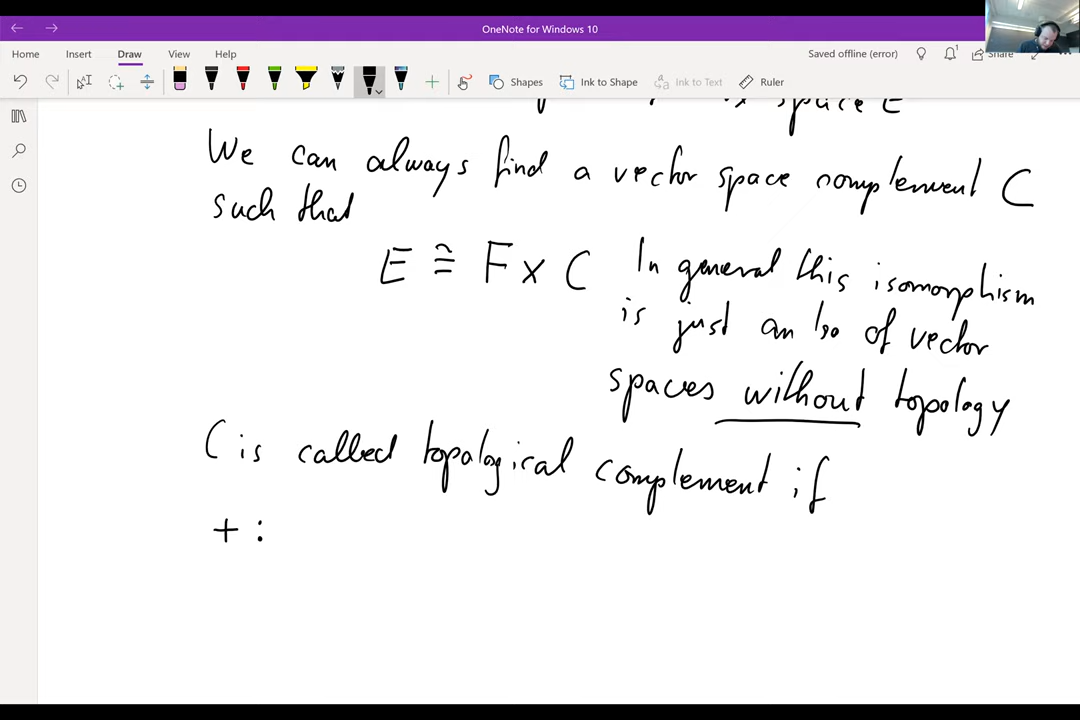 OneNote for Windows 10
Home Insert Draw View Help Saved offline (error) Share
Shapes Ink to Shape Ink to Text Ruler
space E
We can always find a vector space complement C
such that
E ≅ F x C In general this isomorphism
is just an iso of vector
spaces without topology
C is called topological complement if
+ :